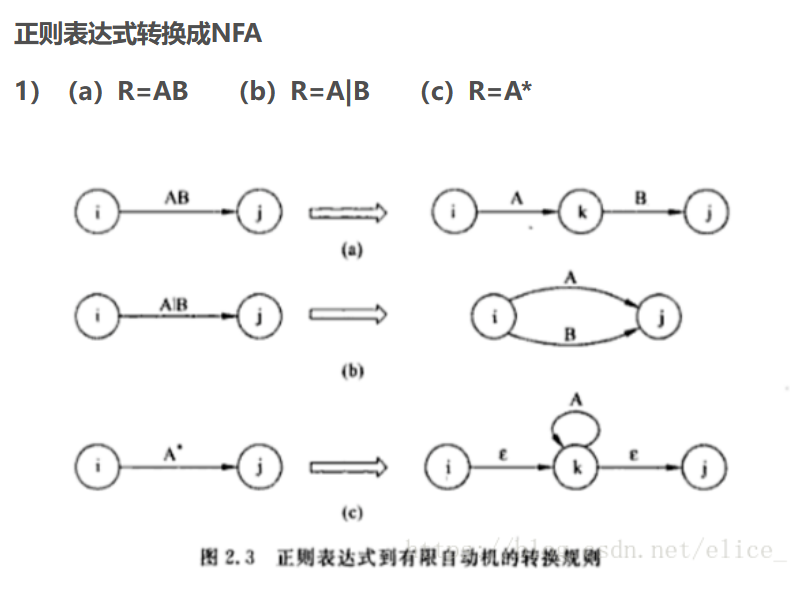 正则表达式转换成NFA
1）（a）R=AB （b）R=A|B （c）R=A*
i AB j i A k B j
(a)
i A|B j i A B j
(b)
A
i A* j i ε k ε j
(c)
图 2.3 正则表达式到有限自动机的转换规则
https://blog.csdn.net/elice_